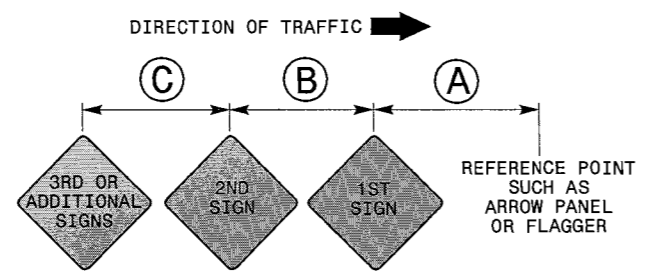 DIRECTION OF TRAFFIC
C
B
A
3RD OR
ADDITIONAL
SIGNS
2ND
SIGN
1ST
SIGN
REFERENCE POINT
SUCH AS
ARROW PANEL
OR FLAGGER